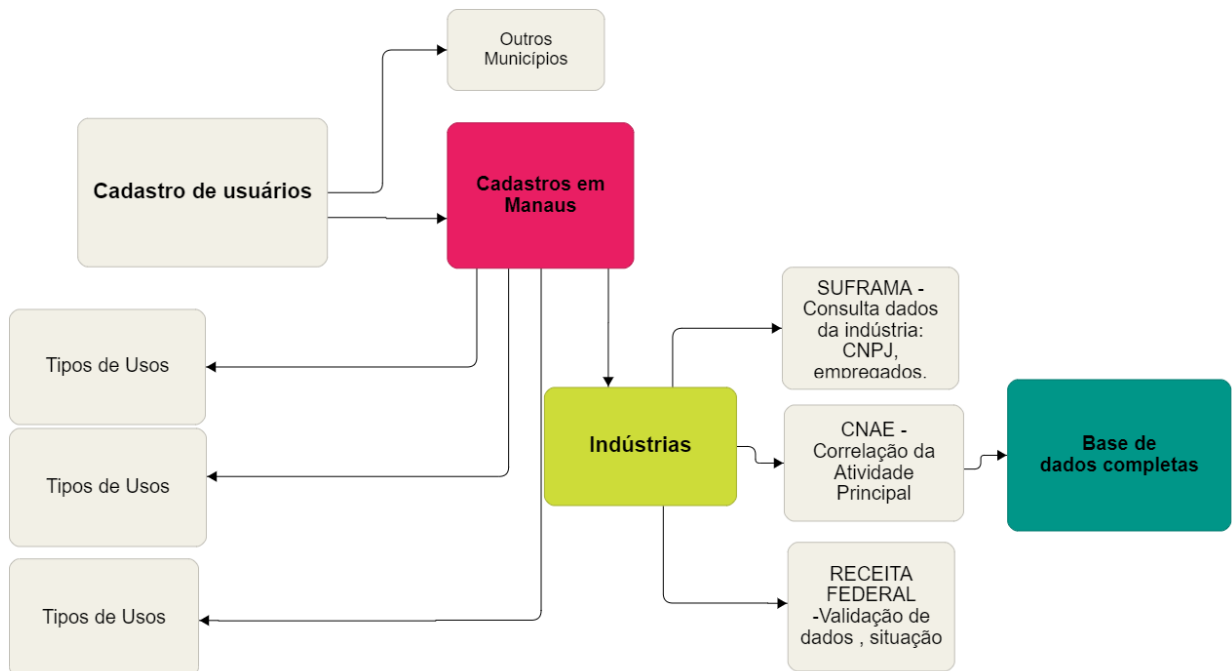 Outros
Municípios
Cadastro de usuários
Cadastros em
Manaus
Tipos de Usos
Tipos de Usos
Tipos de Usos
Indústrias
SUFRAMA -
Consulta dados
da indústria:
CNPJ,
empregados.
CNAE -
Correlação da
Atividade
Principal
RECEITA
FEDERAL
-Validação de
dados , situação
Base de
dados completas